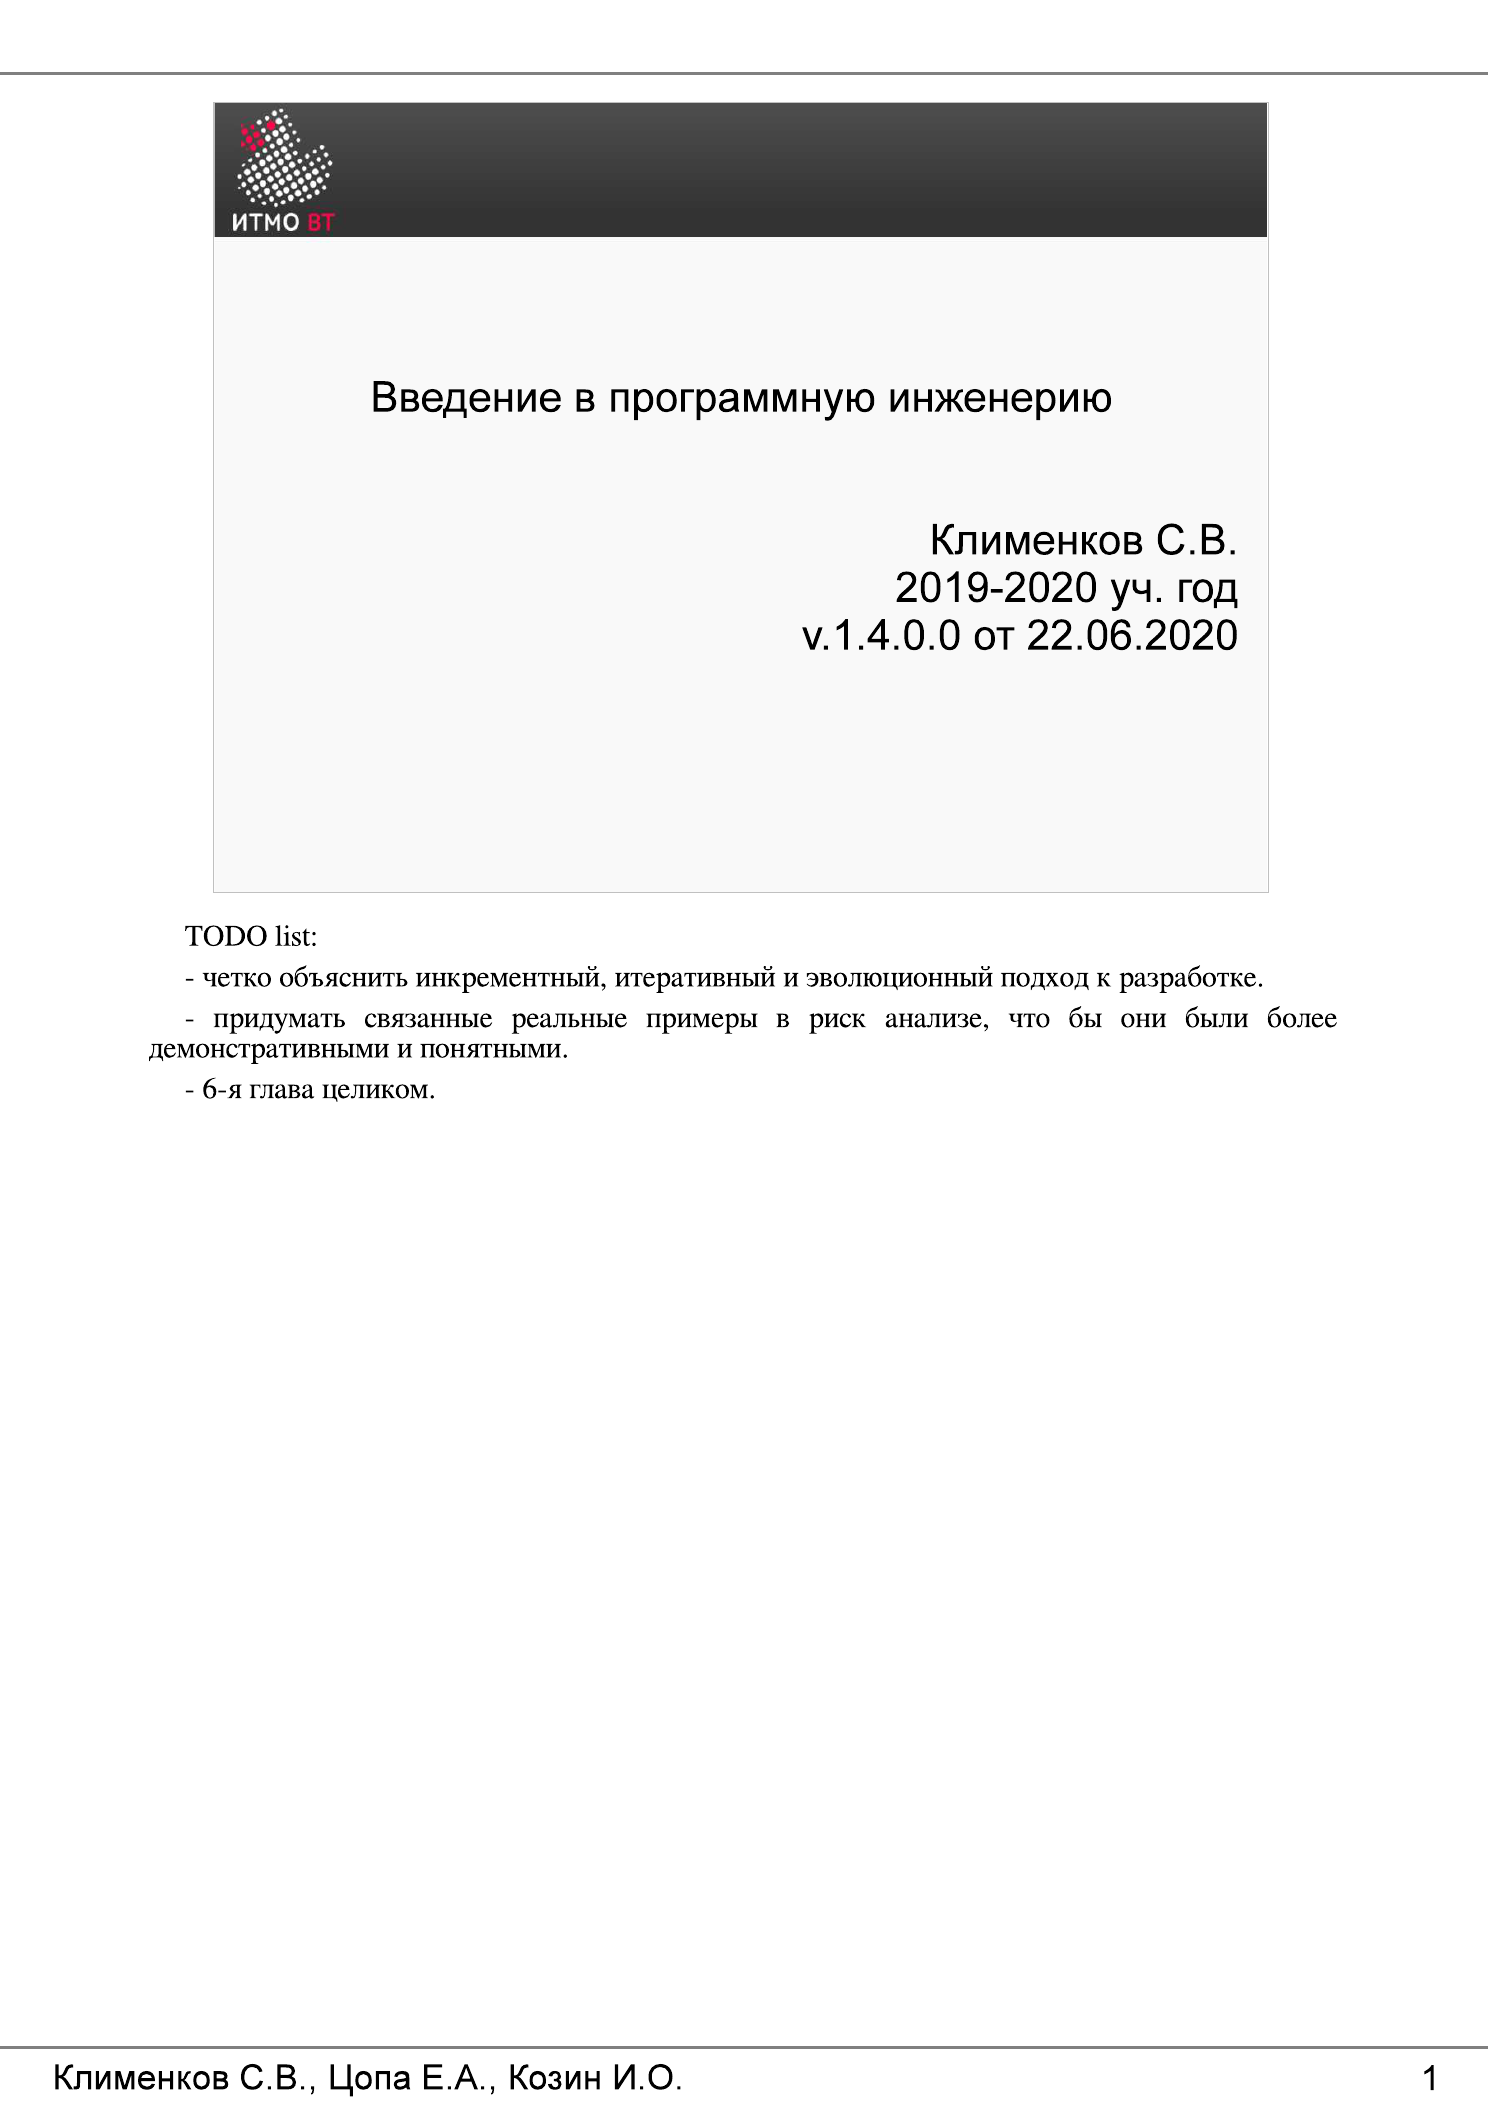 ИТМО ВТ
Введение в программную инженерию
Клименков С.В.
2019-2020 уч. год
v.1.4.0.0 от 22.06.2020
TODO list:
- четко объяснить инкрементный, итеративный и эволюционный подход к разработке.
- придумать связанные реальные примеры в риск анализе, что бы они были более
демонстративными и понятными.
- 6-я глава целиком.
Клименков С.В., Цопа Е.А., Козин И.О.
1